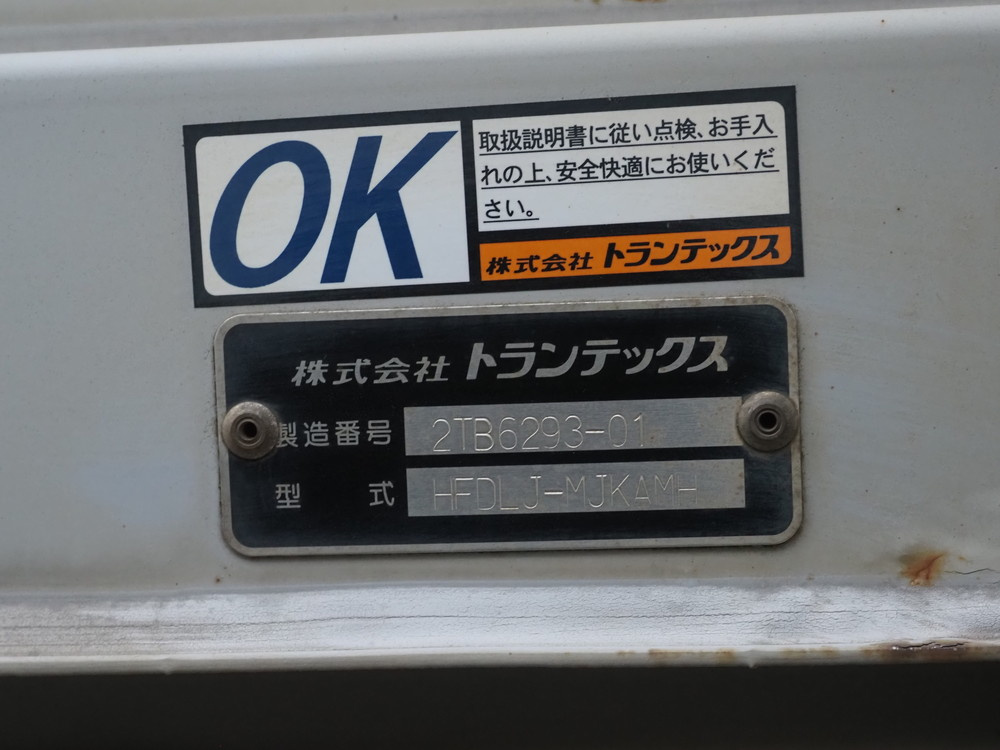 OK
取扱説明書に従い点検、お手入
れの上、安全快適にお使いくだ
さい。
株式会社 トランテックス
株式会社 トランテックス
製造番号 2TB6293-01
型 式 HFDLJ-MJKAMH